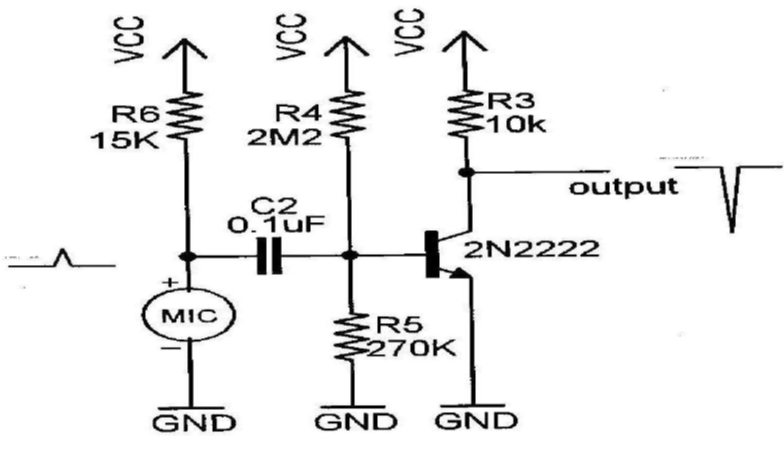 VCC
VCC
VCC
R6
15K
R4
2M2
R3
10k
output
C2
0.1uF
2N2222
+
MIC
−
R5
270K
GND
GND
GND